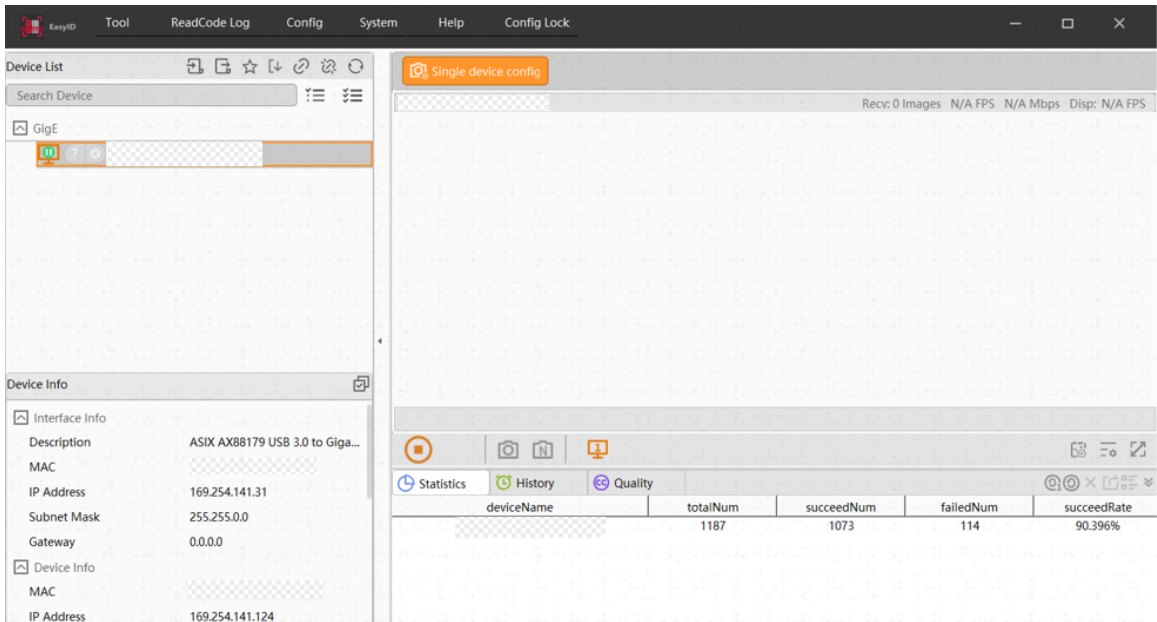 EasyID Tool ReadCode Log Config System Help Config Lock
Device List
Search Device
GigE
Single device config
Recv: 0 Images N/A FPS N/A Mbps Disp: N/A FPS
Device Info
Interface Info
Description ASIX AX88179 USB 3.0 to Giga...
MAC
IP Address 169.254.141.31
Subnet Mask 255.255.0.0
Gateway 0.0.0.0
Device Info
MAC
IP Address 169.254.141.124
N 1
Statistics History CC Quality
deviceName totalNum succeedNum failedNum succeedRate
1187 1073 114 90.396%